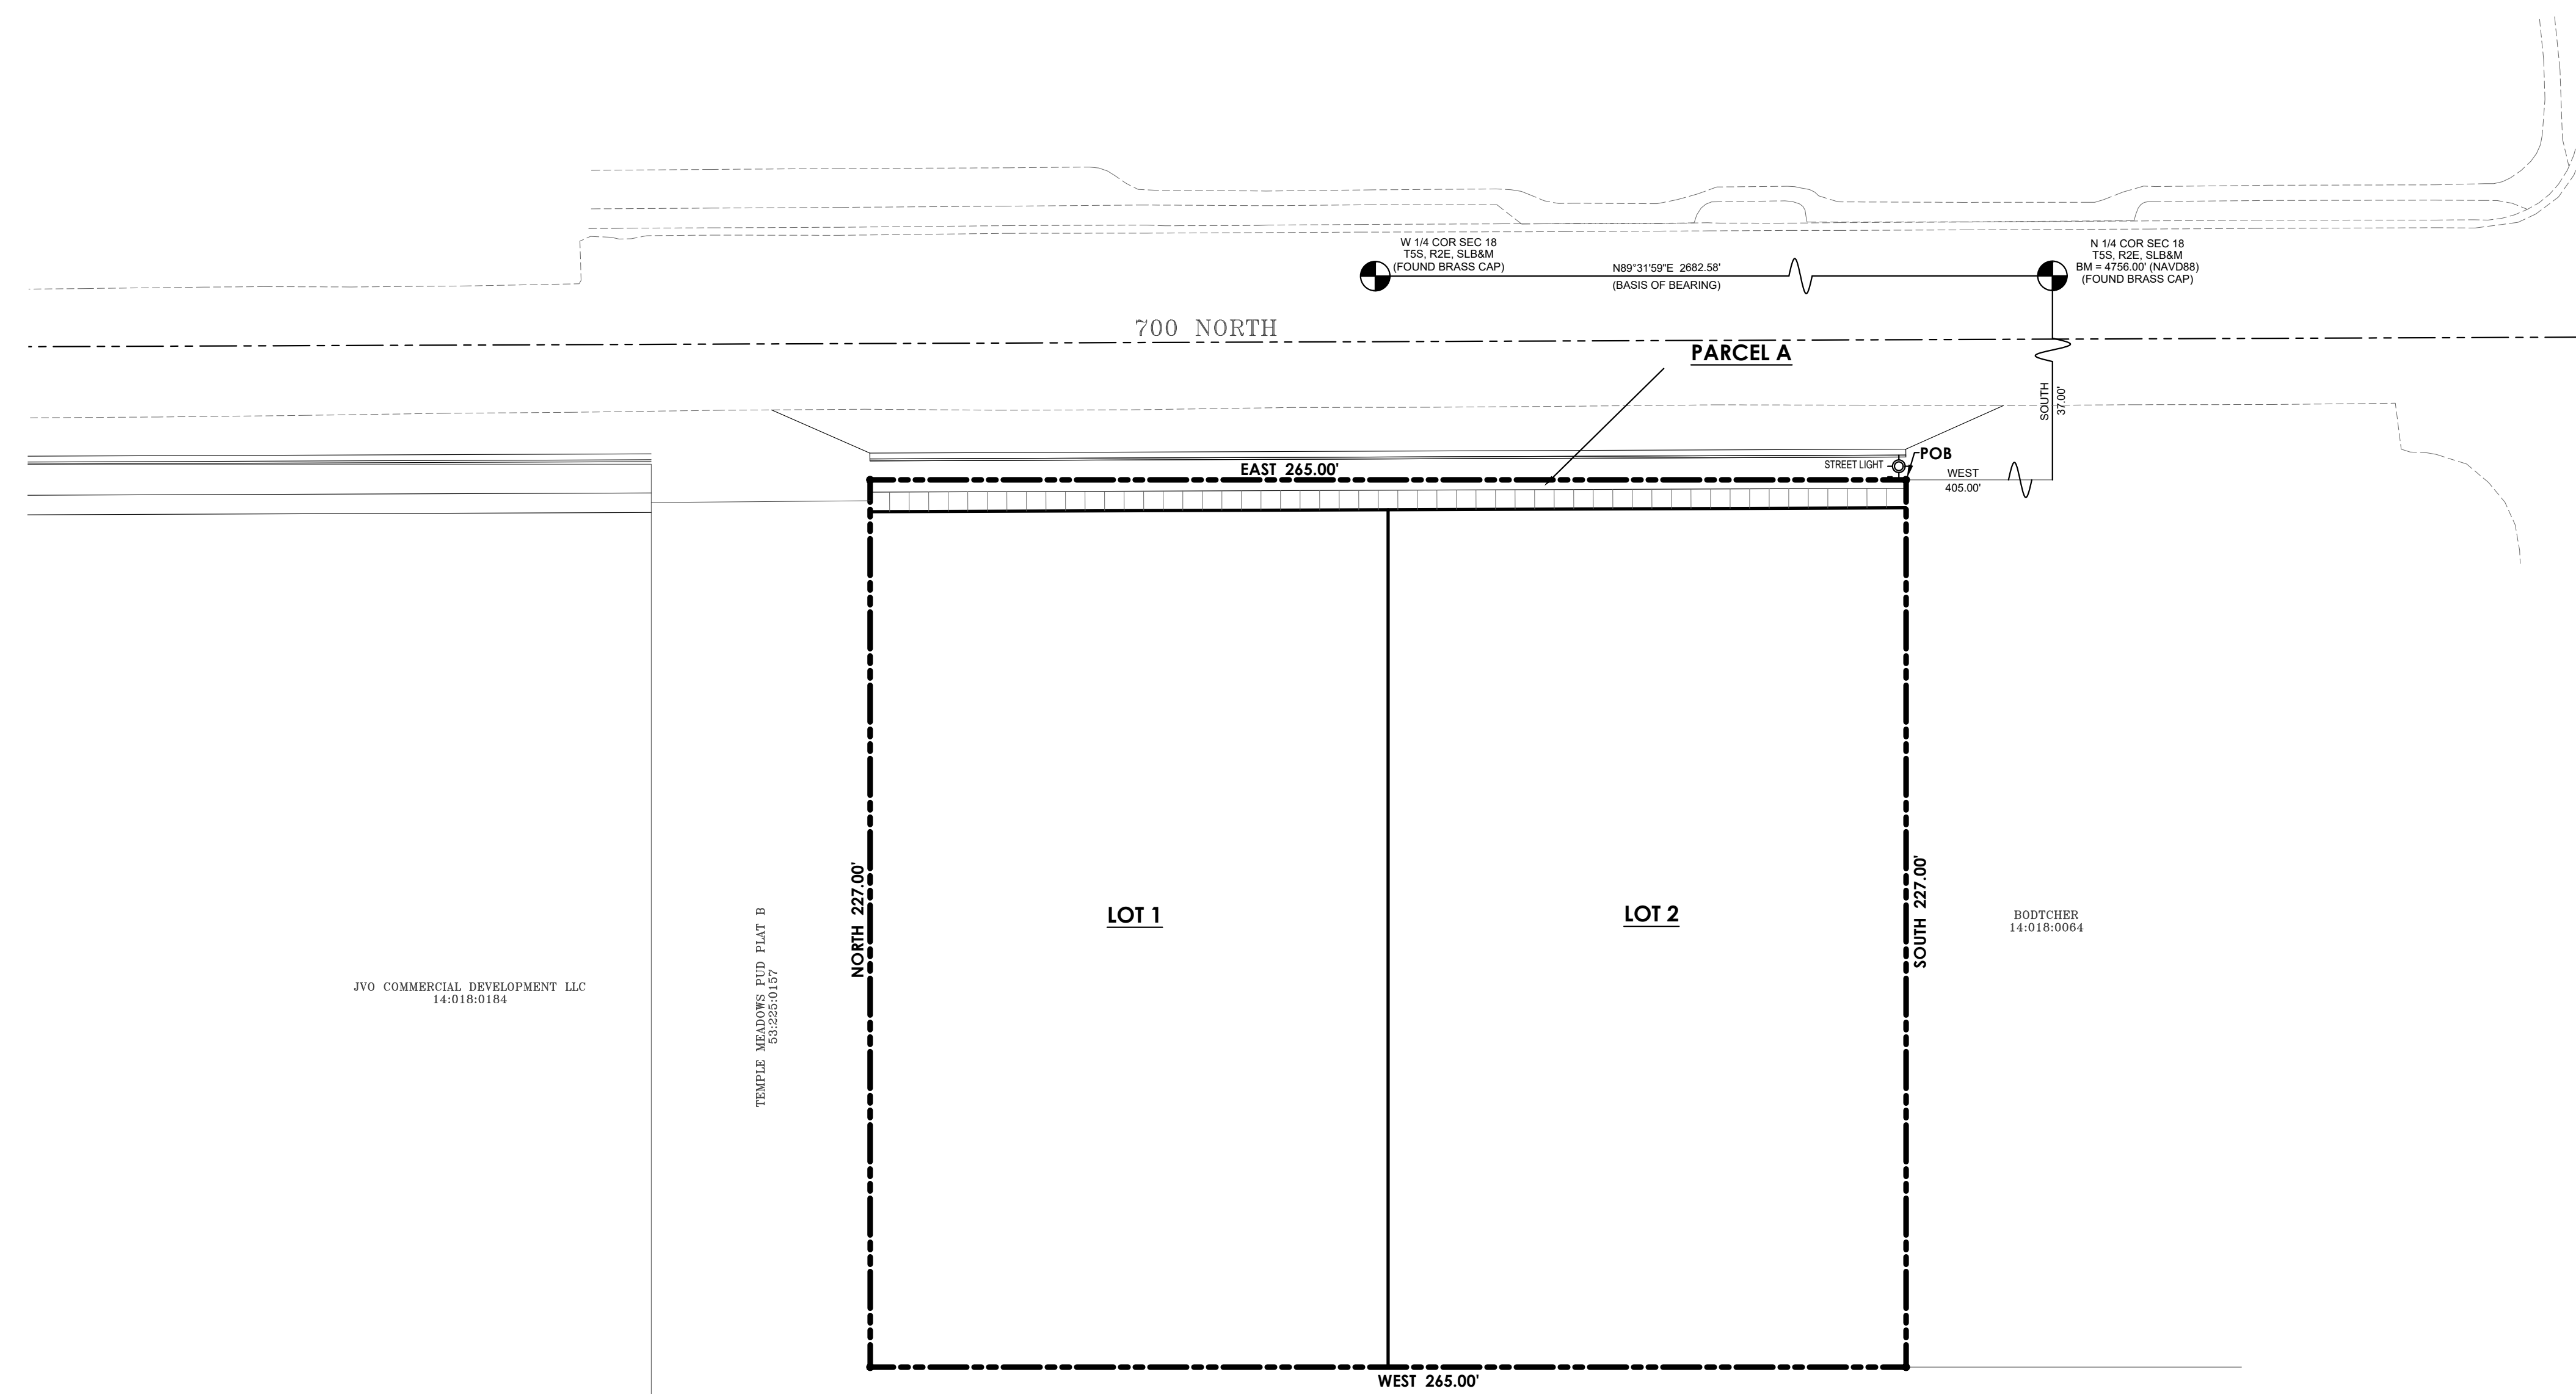 W 1/4 COR SEC 18
T5S, R2E, SLB&M
(FOUND BRASS CAP)
N89°31'59"E 2682.58'
(BASIS OF BEARING)
N 1/4 COR SEC 18
T5S, R2E, SLB&M
BM = 4756.00' (NAVD88)
(FOUND BRASS CAP)
700 NORTH
PARCEL A
SOUTH
37.00'
EAST 265.00'
STREET LIGHT
POB
WEST
405.00'
NORTH 227.00'
LOT 1
LOT 2
SOUTH 227.00'
BODTCHER
14:018:0064
TEMPLE MEADOWS PUD PLAT B
53:225:0157
JVO COMMERCIAL DEVELOPMENT LLC
14:018:0184
WEST 265.00'